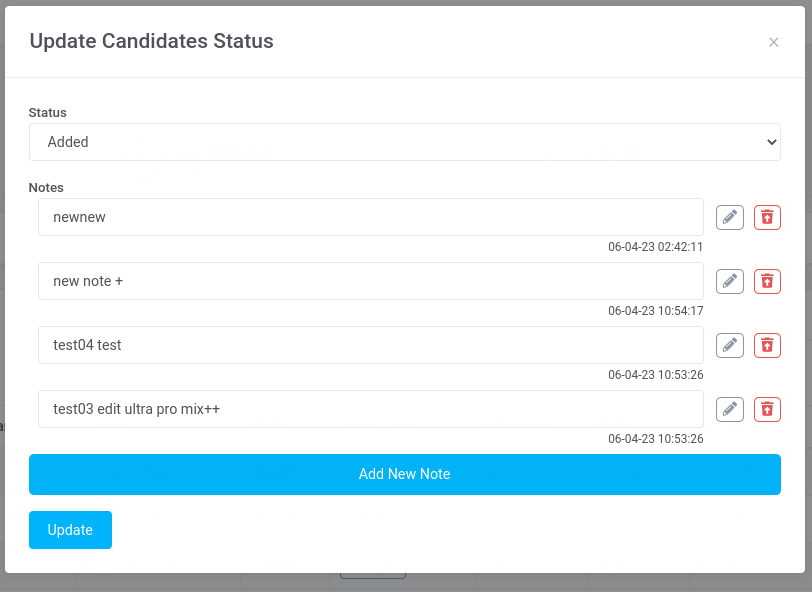 Update Candidates Status
×
Status
Added
Notes
newnew
06-04-23 02:42:11
new note +
06-04-23 10:54:17
test04 test
06-04-23 10:53:26
test03 edit ultra pro mix++
06-04-23 10:53:26
Add New Note
Update